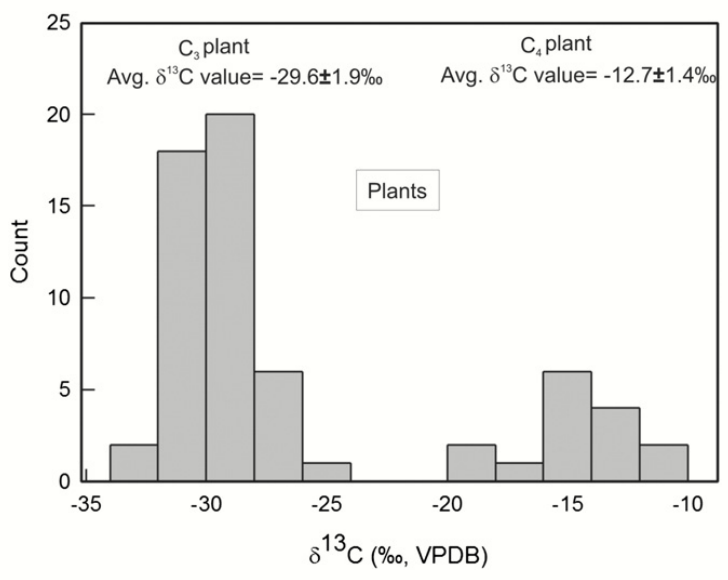 C₃ plant
Avg. δ¹³C value= -29.6±1.9‰
C₄ plant
Avg. δ¹³C value= -12.7±1.4‰
Plants
Count
25
20
15
10
5
0
-35
-30
-25
-20
-15
-10
δ¹³C (‰, VPDB)